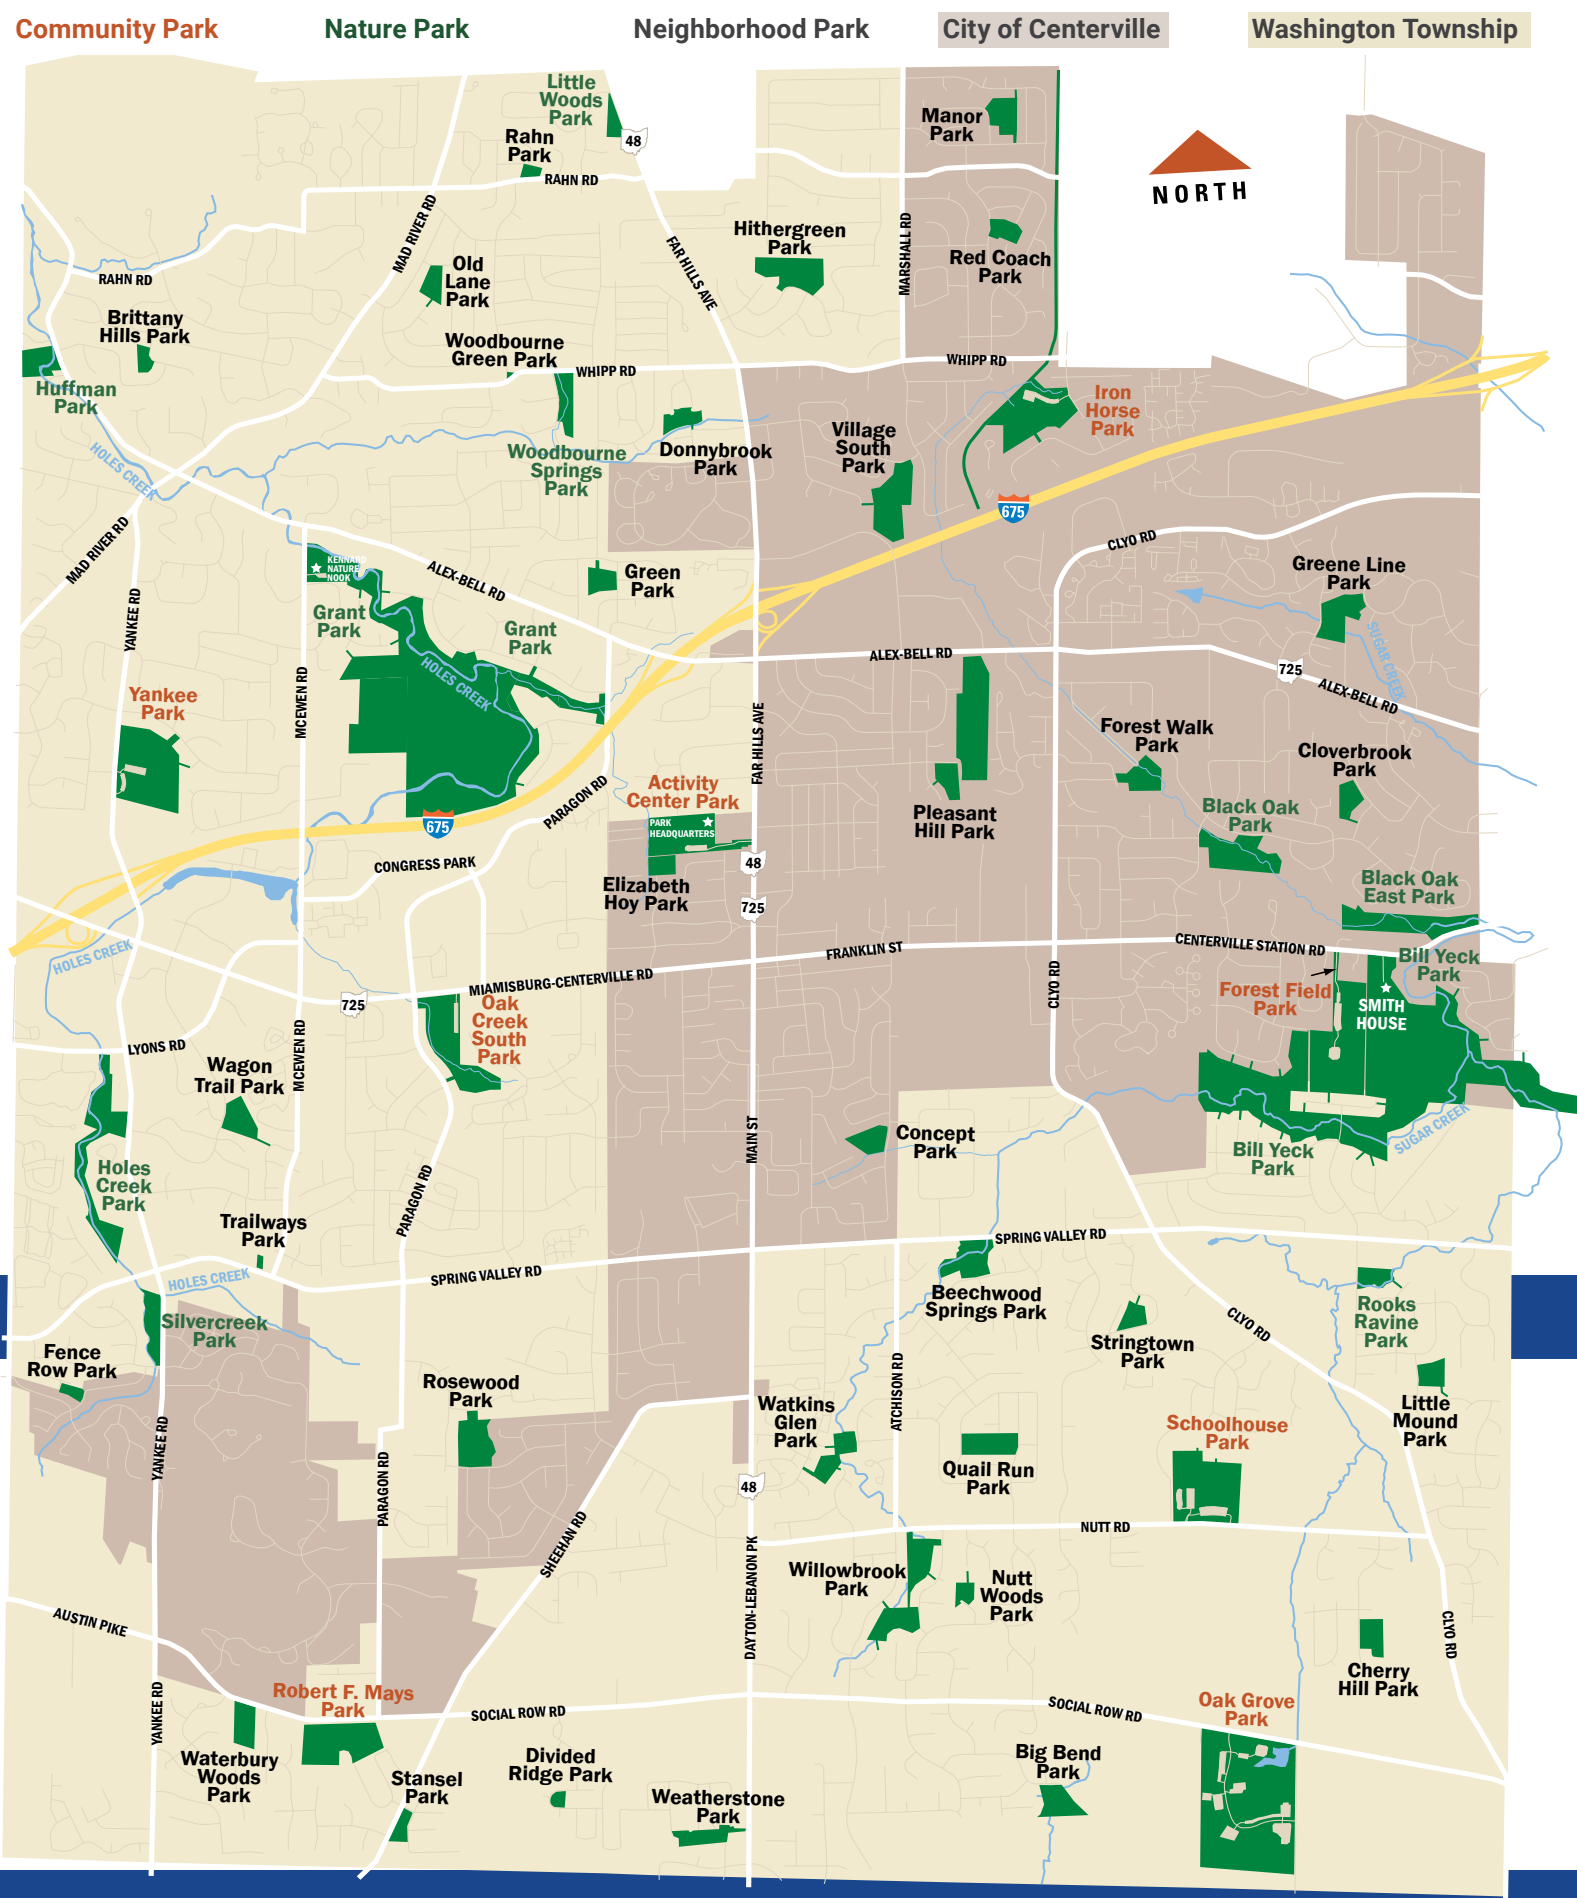 Community Park
Nature Park
Neighborhood Park
City of Centerville
Washington Township
Little
Woods
Park
48
Rahn
Park
RAHN RD
Manor
Park
NORTH
MAD RIVER RD
FAR HILLS AVE
Hithergreen
Park
MARSHALL RD
Red Coach
Park
RAHN RD
Old
Lane
Park
Brittany
Hills Park
Woodbourne
Green Park
WHIPP RD
WHIPP RD
Huffman
Park
Iron
Horse
Park
HOLES CREEK
Woodbourne
Springs
Park
Donnybrook
Park
Village
South
Park
675
MAD RIVER RD
CLYO RD
KENNARD
NATURE
NOOK
ALEX-BELL RD
Green
Park
Greene Line
Park
YANKEE RD
Grant
Park
Grant
Park
SUGAR CREEK
HOLES CREEK
ALEX-BELL RD
725
ALEX-BELL RD
Yankee
Park
MCEWEN RD
FAR HILLS AVE
Forest Walk
Park
Cloverbrook
Park
Activity
Center Park
PARAGON RD
675
PARK
HEADQUARTERS
Pleasant
Hill Park
Black Oak
Park
48
CONGRESS PARK
Elizabeth
Hoy Park
725
Black Oak
East Park
HOLES CREEK
FRANKLIN ST
CENTERVILLE STATION RD
MIAMISBURG-CENTERVILLE RD
725
CLYO RD
Bill Yeck
Park
Forest Field
Park
SMITH
HOUSE
Oak
Creek
South
Park
LYONS RD
MCEWEN RD
Wagon
Trail Park
MAIN ST
Concept
Park
SUGAR CREEK
Bill Yeck
Park
Holes
Creek
Park
PARAGON RD
Trailways
Park
SPRING VALLEY RD
HOLES CREEK
SPRING VALLEY RD
Beechwood
Springs Park
Silvercreek
Park
Stringtown
Park
CLYO RD
Rooks
Ravine
Park
Fence
Row Park
Rosewood
Park
ATCHISON RD
Watkins
Glen
Park
Schoolhouse
Park
Little
Mound
Park
YANKEE RD
PARAGON RD
Quail Run
Park
48
SHEEHAN RD
NUTT RD
DAYTON-LEBANON PK
Willowbrook
Park
Nutt
Woods
Park
AUSTIN PIKE
CLYO RD
Cherry
Hill Park
YANKEE RD
Robert F. Mays
Park
SOCIAL ROW RD
SOCIAL ROW RD
Oak Grove
Park
Waterbury
Woods
Park
Stansel
Park
Divided
Ridge Park
Big Bend
Park
Weatherstone
Park